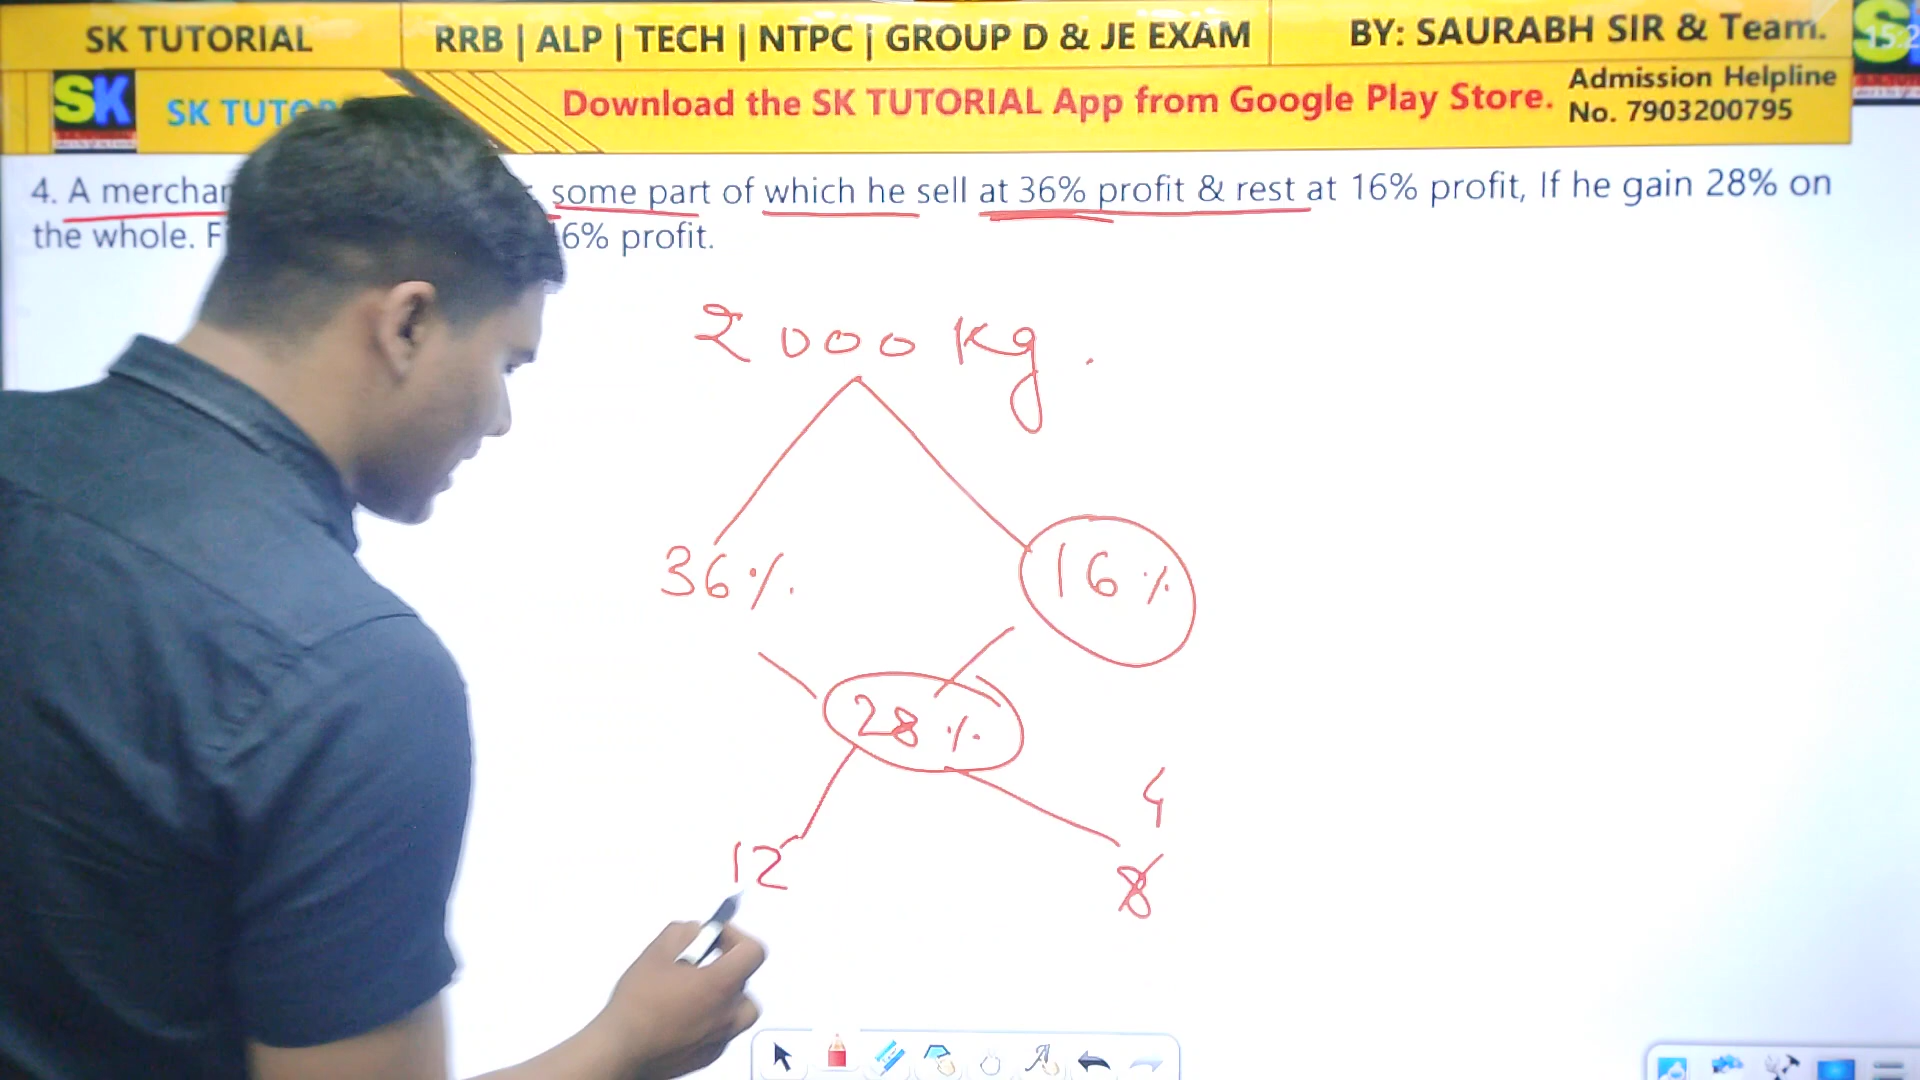 SK TUTORIAL
RRB | ALP | TECH | NTPC | GROUP D & JE EXAM
BY: SAURABH SIR & Team.
15:2
SK
SK TUTO
Download the SK TUTORIAL App from Google Play Store.
Admission Helpline
No. 7903200795
4. A merchan some part of which he sell at 36% profit & rest at 16% profit, If he gain 28% on
the whole. F 6% profit.
2000 kg.
36% 16%
28%
4
12 8